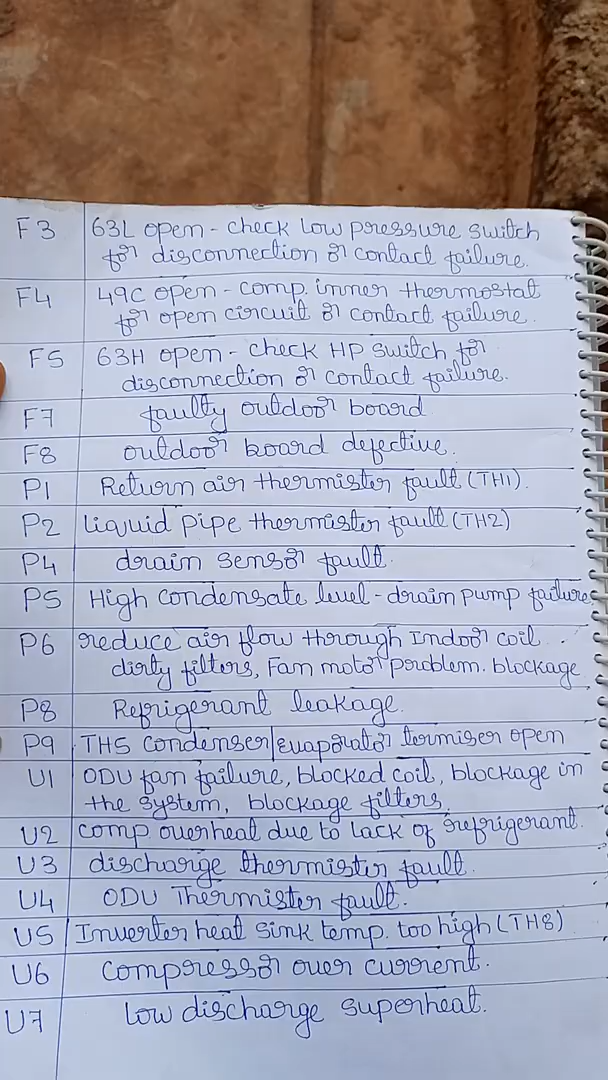 F3 63L open - check low pressure switch
for disconnection or contact failure.
F4 49C open - comp. inner thermostat
for open circuit or contact failure.
F5 63H open - check HP switch for
disconnection or contact failure.
F7 faulty outdoor board
F8 outdoor board defective.
P1 Return air thermister fault (TH1).
P2 liquid pipe thermister fault (TH2)
P4 drain sensor fault.
P5 High condensate level - drain pump failure
P6 reduce air flow through Indoor coil.
dirty filters, Fan motor problem. blockage
P8 Refrigerant leakage.
P9 TH5 condenser/evaporator termiser open
U1 ODU fan failure, blocked coil, blockage in
the system, blockage filters.
U2 comp overheat due to lack of refrigerant.
U3 discharge thermister fault.
U4 ODU Thermister fault.
U5 Inverter heat sink temp. too high (TH8)
U6 compressor over current.
U7 low discharge superheat.